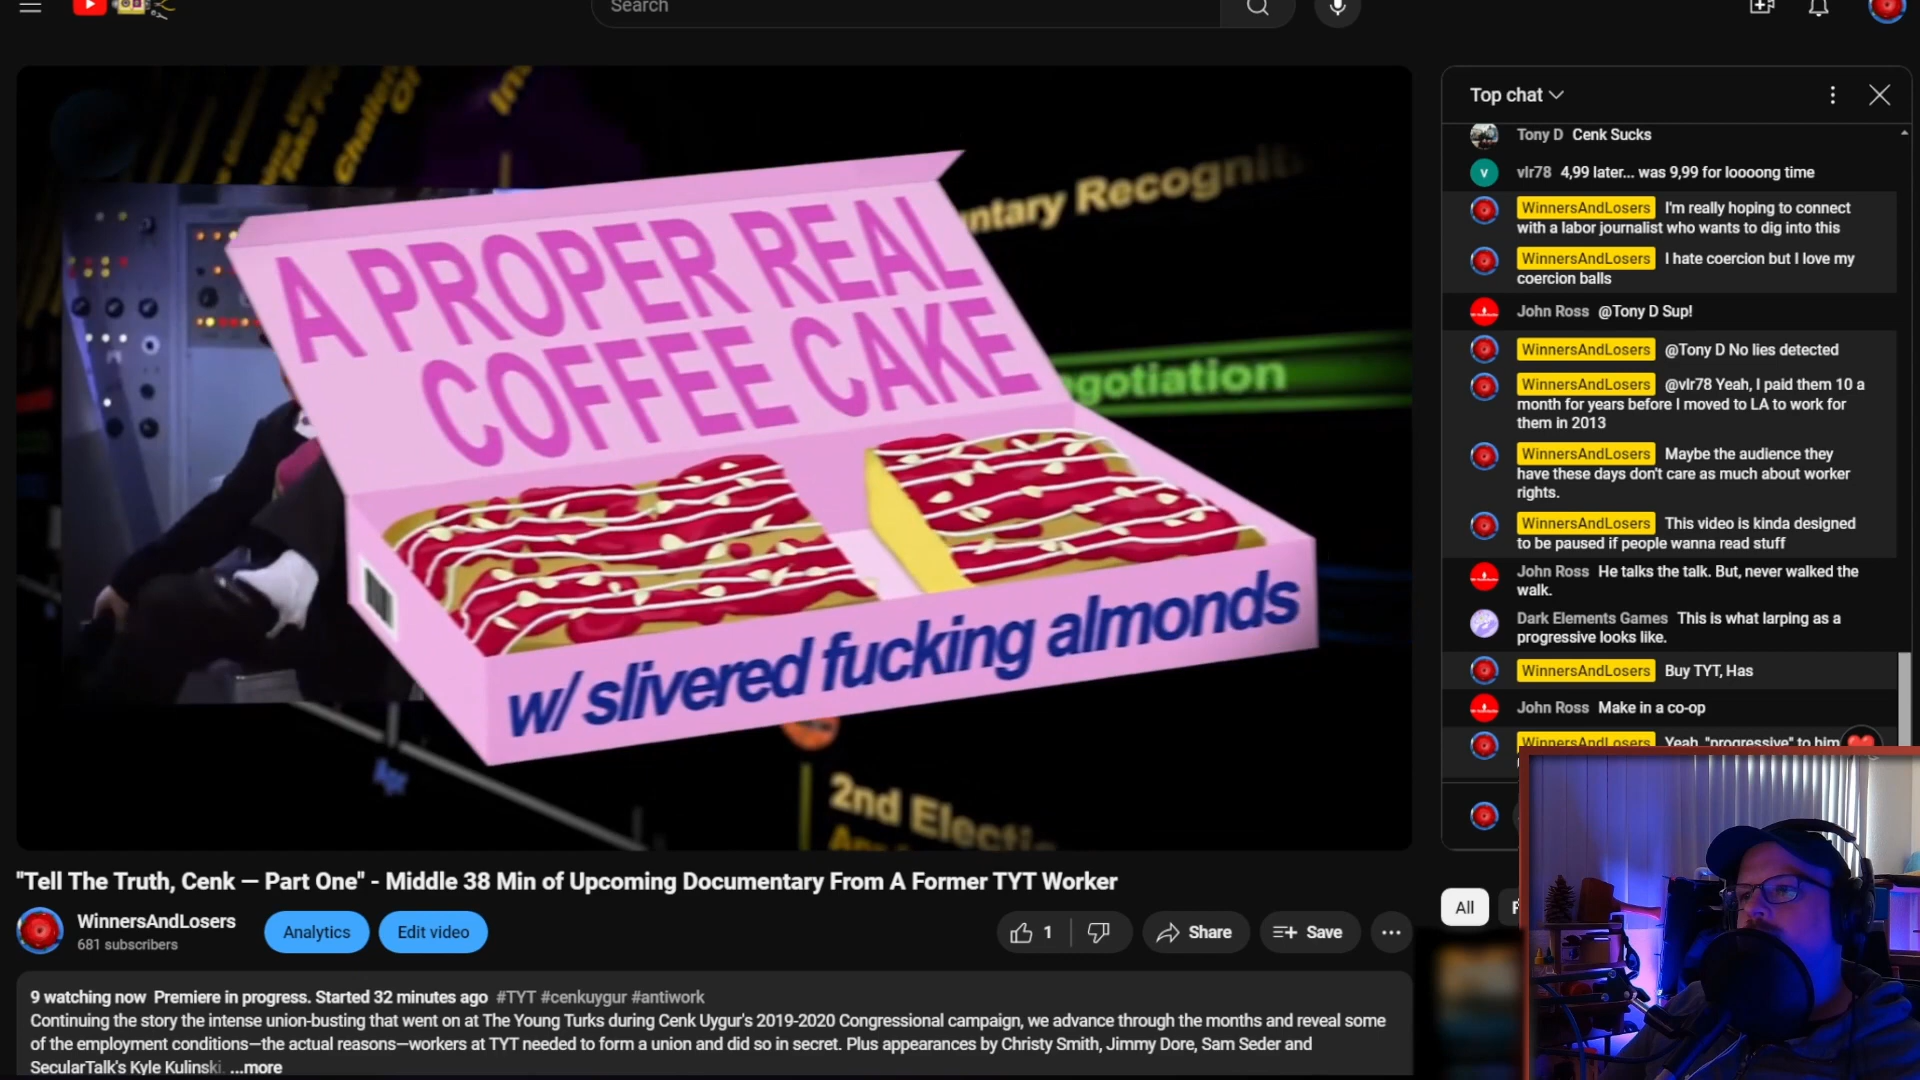 Search
Challen
Or
In
Take
ntary Recogniti
A PROPER REAL
COFFEE CAKE
egotiation
w/ slivered fucking almonds
Apr
2nd Electi
Top chat
Tony D Cenk Sucks
vlr78 4,99 later... was 9,99 for loooong time
WinnersAndLosers I'm really hoping to connect
with a labor journalist who wants to dig into this
WinnersAndLosers I hate coercion but I love my
coercion balls
John Ross @Tony D Sup!
WinnersAndLosers @Tony D No lies detected
WinnersAndLosers @vlr78 Yeah, I paid them 10 a
month for years before I moved to LA to work for
them in 2013
WinnersAndLosers Maybe the audience they
have these days don't care as much about worker
rights.
WinnersAndLosers This video is kinda designed
to be paused if people wanna read stuff
John Ross He talks the talk. But, never walked the
walk.
Dark Elements Games This is what larping as a
progressive looks like.
WinnersAndLosers Buy TYT, Has
John Ross Make in a co-op
WinnersAndLosers Yeah, "progressive" to him
"Tell The Truth, Cenk — Part One" - Middle 38 Min of Upcoming Documentary From A Former TYT Worker
WinnersAndLosers
681 subscribers
Analytics
Edit video
1
Share
Save
All
9 watching now Premiere in progress. Started 32 minutes ago #TYT #cenkuygur #antiwork
Continuing the story the intense union-busting that went on at The Young Turks during Cenk Uygur's 2019-2020 Congressional campaign, we advance through the months and reveal some
of the employment conditions—the actual reasons—workers at TYT needed to form a union and did so in secret. Plus appearances by Christy Smith, Jimmy Dore, Sam Seder and
SecularTalk's Kyle Kulinski. ...more